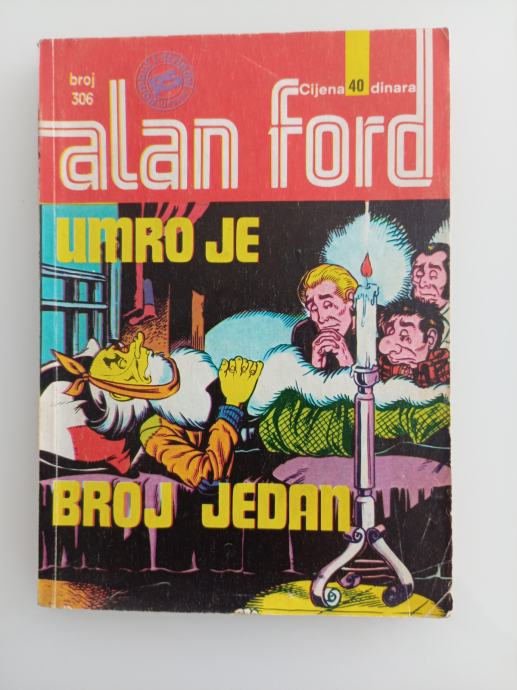 broj
306
Cijena 40 dinara
alan ford
UMRO JE
BROJ JEDAN